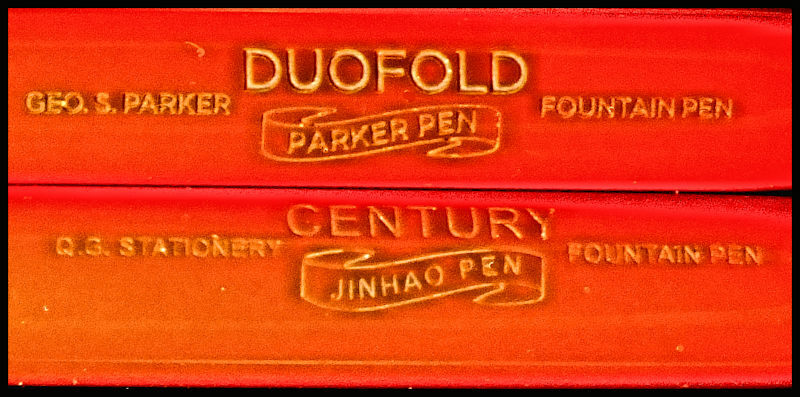 DUOFOLD
GEO. S. PARKER PARKER PEN FOUNTAIN PEN
CENTURY
Q.G. STATIONERY JINHAO PEN FOUNTAIN PEN